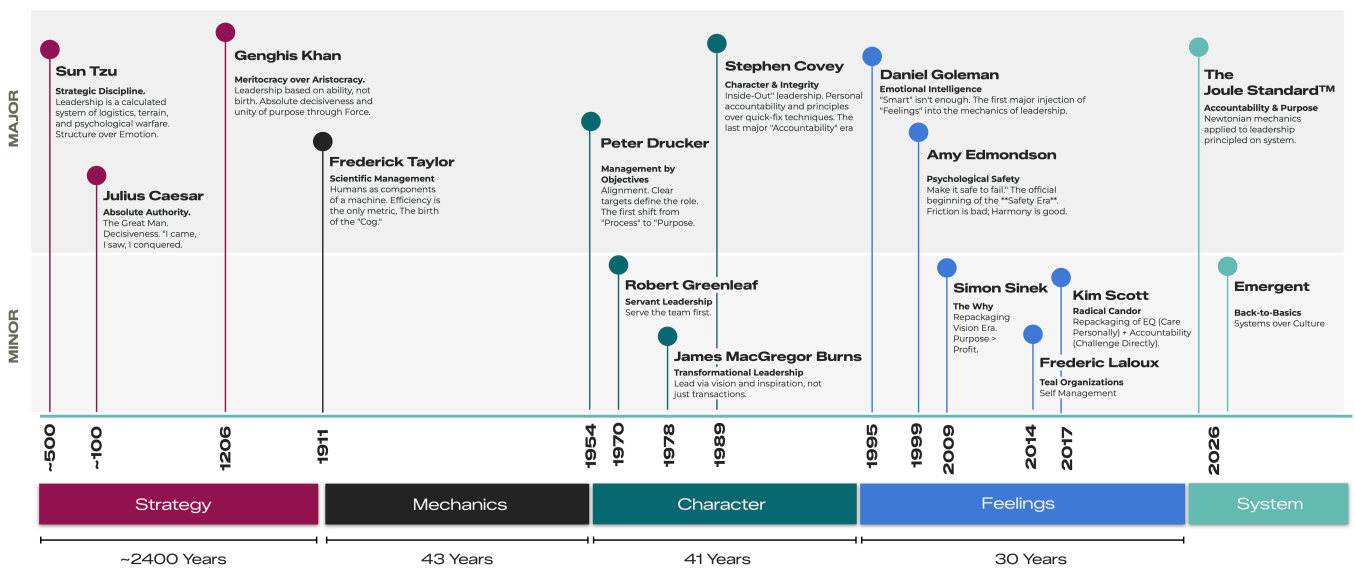 MAJOR
Sun Tzu
Strategic Discipline.
Leadership is a calculated
system of logistics, terrain,
and psychological warfare.
Structure over Emotion.
Julius Caesar
Absolute Authority.
The Great Man.
Decisiveness. "I came,
I saw, I conquered.
Genghis Khan
Meritocracy over Aristocracy.
Leadership based on ability, not
birth. Absolute decisiveness and
unity of purpose through Force.
Frederick Taylor
Scientific Management
Humans as components
of a machine. Efficiency is
the only metric. The birth
of the "Cog."
Peter Drucker
Management by
Objectives
Alignment. Clear
targets define the role.
The first shift from
"Process" to "Purpose.
Stephen Covey
Character & Integrity
Inside-Out" leadership. Personal
accountability and principles
over quick-fix techniques. The
last major "Accountability" era
Daniel Goleman
Emotional Intelligence
"Smart" isn't enough. The first major injection of
"Feelings" into the mechanics of leadership.
Amy Edmondson
Psychological Safety
Make it safe to fail." The official
beginning of the **Safety Era**.
Friction is bad; Harmony is good.
The
Joule Standard™
Accountability & Purpose
Newtonian mechanics
applied to leadership
principled on system.
MINOR
Robert Greenleaf
Servant Leadership
Serve the team first.
James MacGregor Burns
Transformational Leadership
Lead via vision and inspiration, not
just transactions.
Simon Sinek
The Why
Repackaging
Vision Era.
Purpose >
Profit.
Kim Scott
Radical Candor
Repackaging of EQ (Care
Personally) + Accountability
(Challenge Directly).
Frederic Laloux
Teal Organizations
Self Management
Emergent
Back-to-Basics
Systems over Culture
~500
~100
1206
1911
1954
1970
1978
1989
1995
1999
2009
2014
2017
2026
Strategy
Mechanics
Character
Feelings
System
~2400 Years
43 Years
41 Years
30 Years